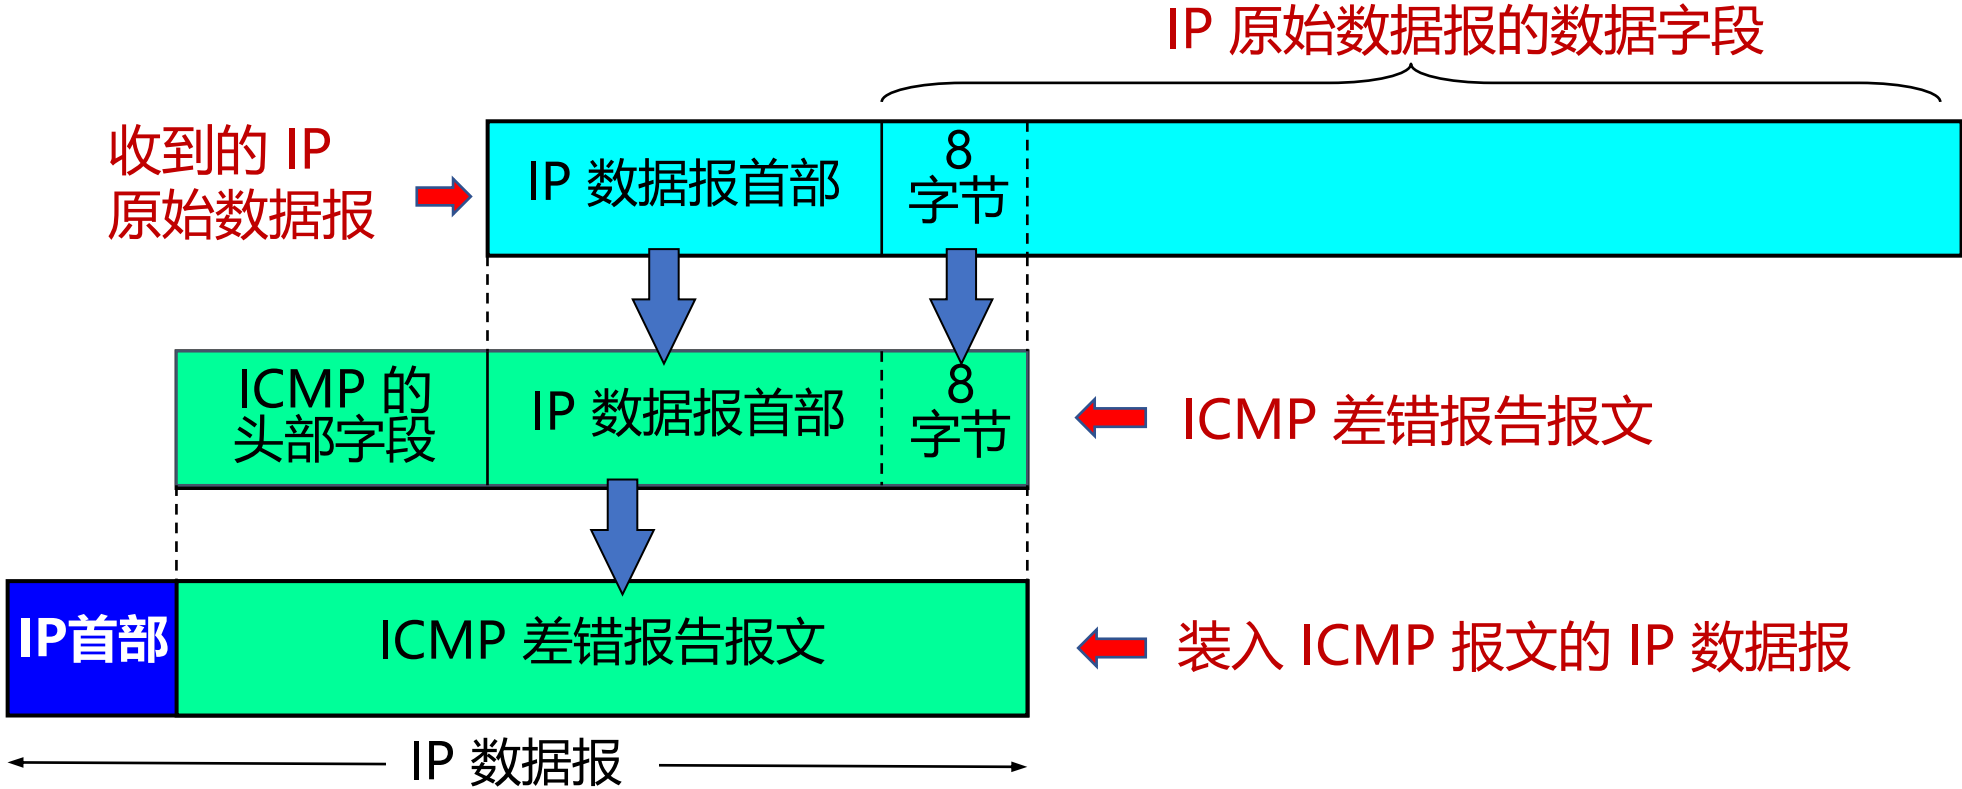 IP 原始数据报的数据字段
收到的 IP
原始数据报
IP 数据报首部
8
字节
ICMP 的
头部字段
IP 数据报首部
8
字节
ICMP 差错报告报文
IP首部
ICMP 差错报告报文
装入 ICMP 报文的 IP 数据报
IP 数据报